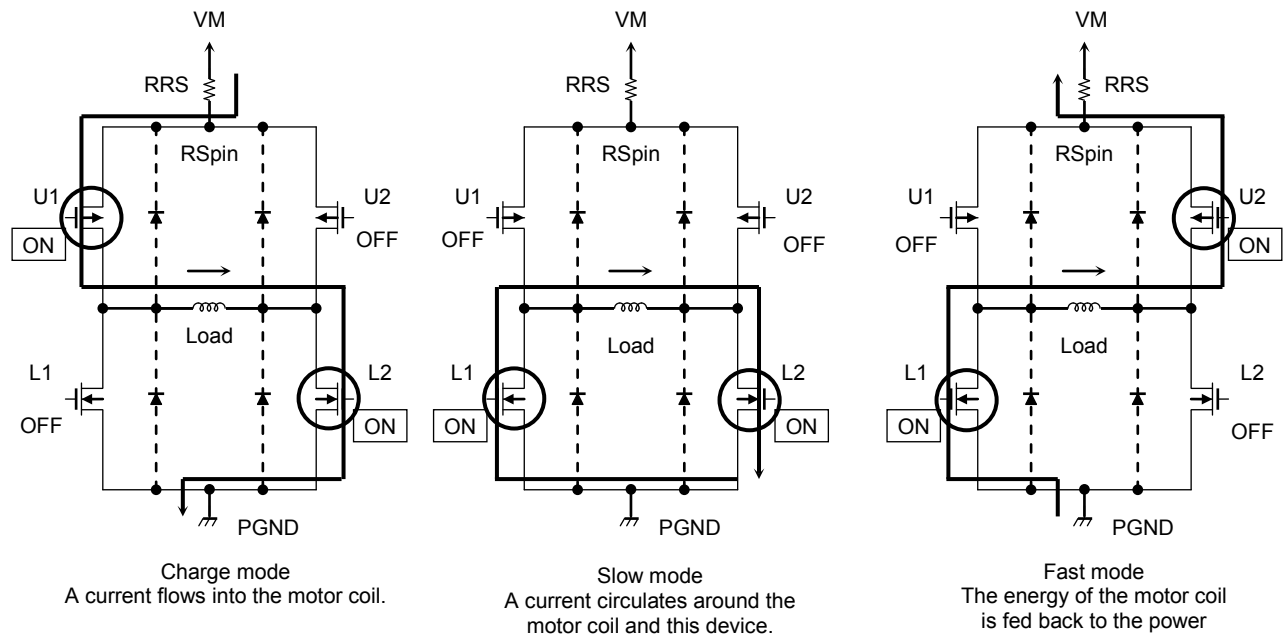 VM
RRS
RSpin
U1
ON
U2
OFF
Load
L1
OFF
L2
ON
PGND
Charge mode
A current flows into the motor coil.
VM
RRS
RSpin
U1
OFF
U2
OFF
Load
L1
ON
L2
ON
PGND
Slow mode
A current circulates around the
motor coil and this device.
VM
RRS
RSpin
U1
OFF
U2
ON
Load
L1
ON
L2
OFF
PGND
Fast mode
The energy of the motor coil
is fed back to the power